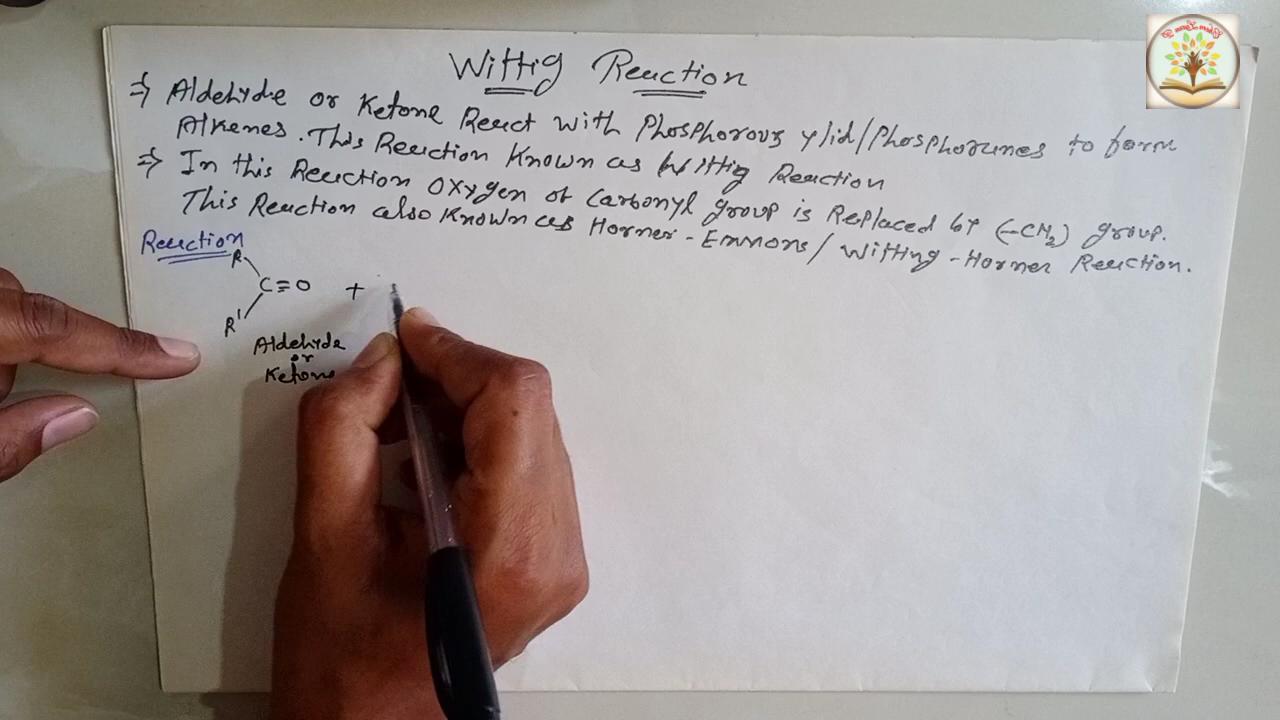 Wittig Reaction
⇒ Aldehyde or Ketone React with Phosphorous ylid/Phosphoranes to form
Alkenes. This Reaction Known as Wittig Reaction
⇒ In this Reaction Oxygen of Carbonyl group is Replaced by (=CH₂) group.
This Reaction also Known as Horner-Emmons/Witting-Horner Reaction.
Reaction
R
C=O +
R'
Aldehyde
or
Ketone